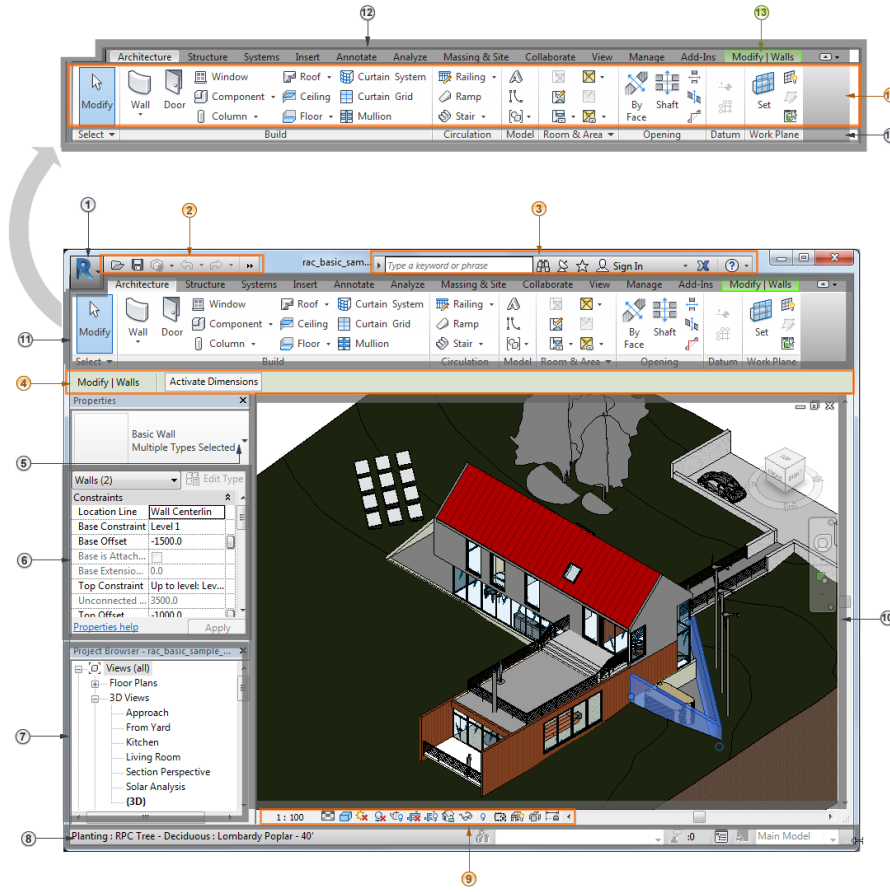 12
13
Architecture Structure Systems Insert Annotate Analyze Massing & Site Collaborate View Manage Add-Ins Modify | Walls
Modify Wall Door Window Roof Curtain System Railing By Face Shaft Set
Component Ceiling Curtain Grid Ramp
Column Floor Mullion Stair
Select Build Circulation Model Room & Area Opening Datum Work Plane
1
2
3
R rac_basic_sam... Type a keyword or phrase Sign In ?
Architecture Structure Systems Insert Annotate Analyze Massing & Site Collaborate View Manage Add-Ins Modify | Walls
Modify Wall Door Window Roof Curtain System Railing By Face Shaft Set
Component Ceiling Curtain Grid Ramp
Column Floor Mullion Stair
11
Select Build Circulation Model Room & Area Opening Datum Work Plane
4
Modify | Walls Activate Dimensions
Properties
Basic Wall
Multiple Types Selected
5
Walls (2) Edit Type
Constraints
Location Line Wall Centerlin
Base Constraint Level 1
Base Offset -1500.0
6
Base is Attach...
Base Extensio... 0.0
Top Constraint Up to level: Lev...
Unconnected ... 3500.0
Top Offset -1000.0
Properties help Apply
10
Project Browser - rac_basic_sample_...
Views (all)
Floor Plans
3D Views
Approach
From Yard
7
Kitchen
Living Room
Section Perspective
Solar Analysis
(3D)
1 : 100
8
Planting : RPC Tree - Deciduous : Lombardy Poplar - 40' :0 Main Model
9